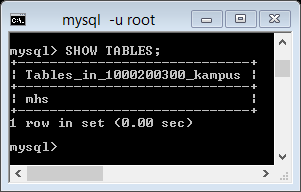 mysql -u root
mysql> SHOW TABLES;
+----------------------------+
| Tables_in_1000200300_kampus |
+----------------------------+
| mhs |
+----------------------------+
1 row in set (0.00 sec)
mysql>